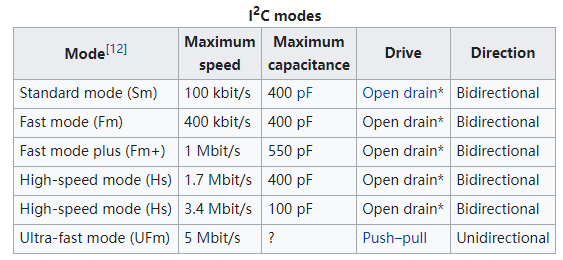 I²C modes
Mode[12] Maximum speed Maximum capacitance Drive Direction
Standard mode (Sm) 100 kbit/s 400 pF Open drain* Bidirectional
Fast mode (Fm) 400 kbit/s 400 pF Open drain* Bidirectional
Fast mode plus (Fm+) 1 Mbit/s 550 pF Open drain* Bidirectional
High-speed mode (Hs) 1.7 Mbit/s 400 pF Open drain* Bidirectional
High-speed mode (Hs) 3.4 Mbit/s 100 pF Open drain* Bidirectional
Ultra-fast mode (UFm) 5 Mbit/s ? Push–pull Unidirectional